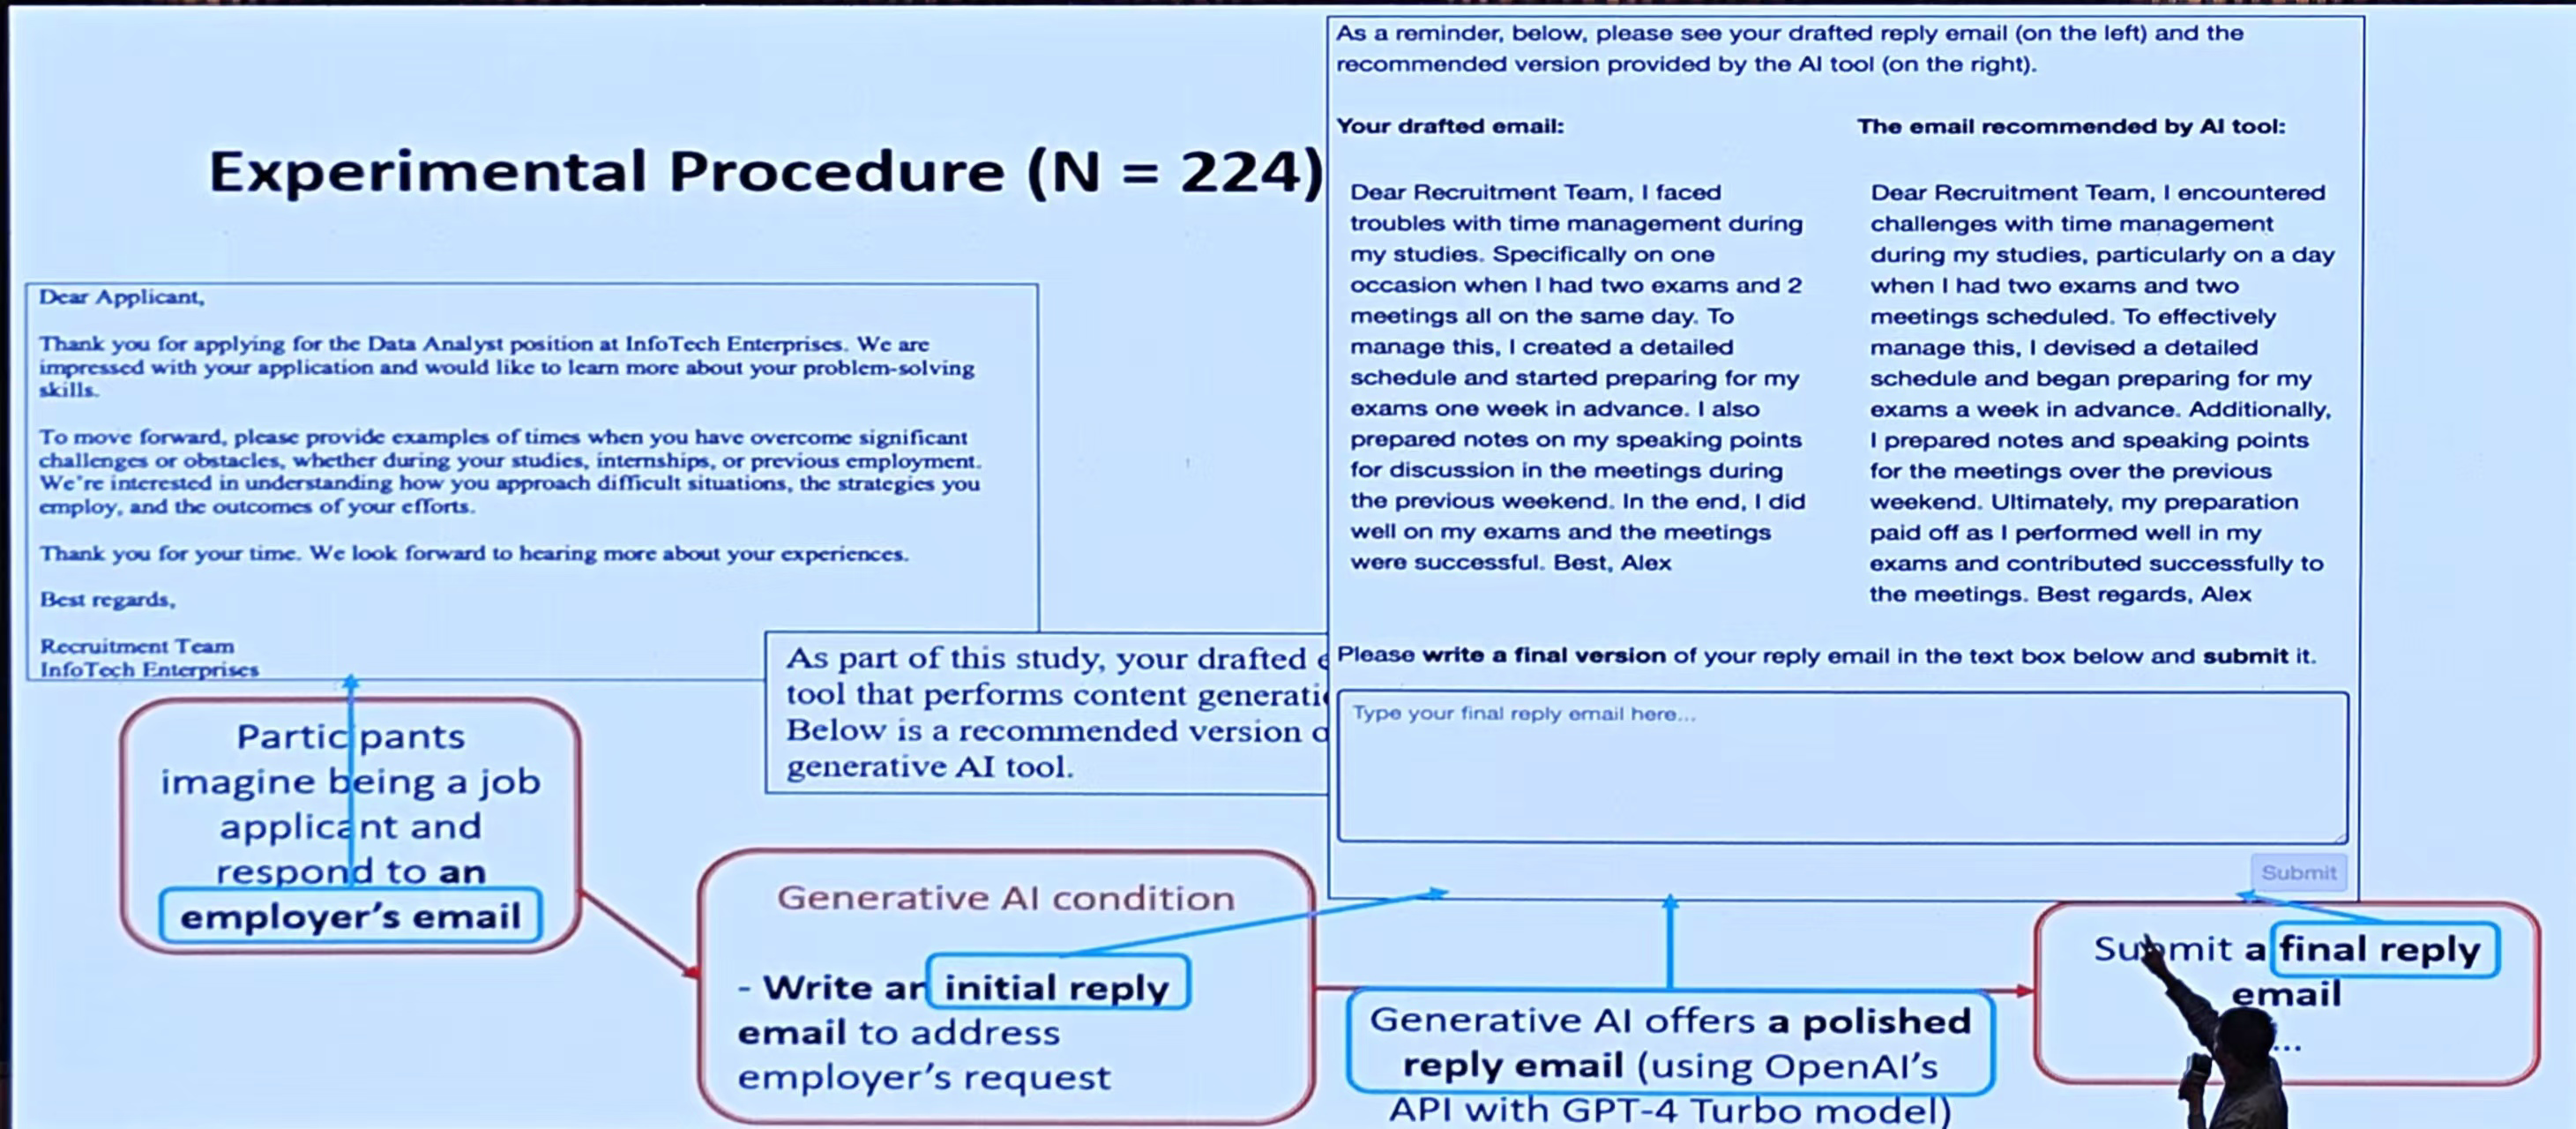 Experimental Procedure (N = 224)
Dear Applicant,
Thank you for applying for the Data Analyst position at InfoTech Enterprises. We are
impressed with your application and would like to learn more about your problem-solving
skills.
To move forward, please provide examples of times when you have overcome significant
challenges or obstacles, whether during your studies, internships, or previous employment.
We're interested in understanding how you approach difficult situations, the strategies you
employ, and the outcomes of your efforts.
Thank you for your time. We look forward to hearing more about your experiences.
Best regards,
Recruitment Team
InfoTech Enterprises
As part of this study, your drafted
tool that performs content
Below is a recommended version
generative AI tool.
As a reminder, below, please see your drafted reply email (on the left) and the
recommended version provided by the AI tool (on the right).
Your drafted email:
Dear Recruitment Team, I faced
troubles with time management during
my studies. Specifically on one
occasion when I had two exams and 2
meetings all on the same day. To
manage this, I created a detailed
schedule and started preparing for my
exams one week in advance. I also
prepared notes on my speaking points
for discussion in the meetings during
the previous weekend. In the end, I did
well on my exams and the meetings
were successful. Best, Alex
The email recommended by AI tool:
Dear Recruitment Team, I encountered
challenges with time management
during my studies, particularly on a day
when I had two exams and two
meetings scheduled. To effectively
manage this, I devised a detailed
schedule and began preparing for my
exams a week in advance. Additionally,
I prepared notes and speaking points
for the meetings over the previous
weekend. Ultimately, my preparation
paid off as I performed well in my
exams and contributed successfully to
the meetings. Best regards, Alex
Please write a final version of your reply email in the text box below and submit it.
Type your final reply email here...
Submit
Participants
imagine being a job
applicant and
respond to an
employer's email
Generative AI condition
- Write an initial reply
email to address
employer's request
Generative AI offers a polished
reply email (using OpenAI's
API with GPT-4 Turbo model)
Submit a final reply
email
...